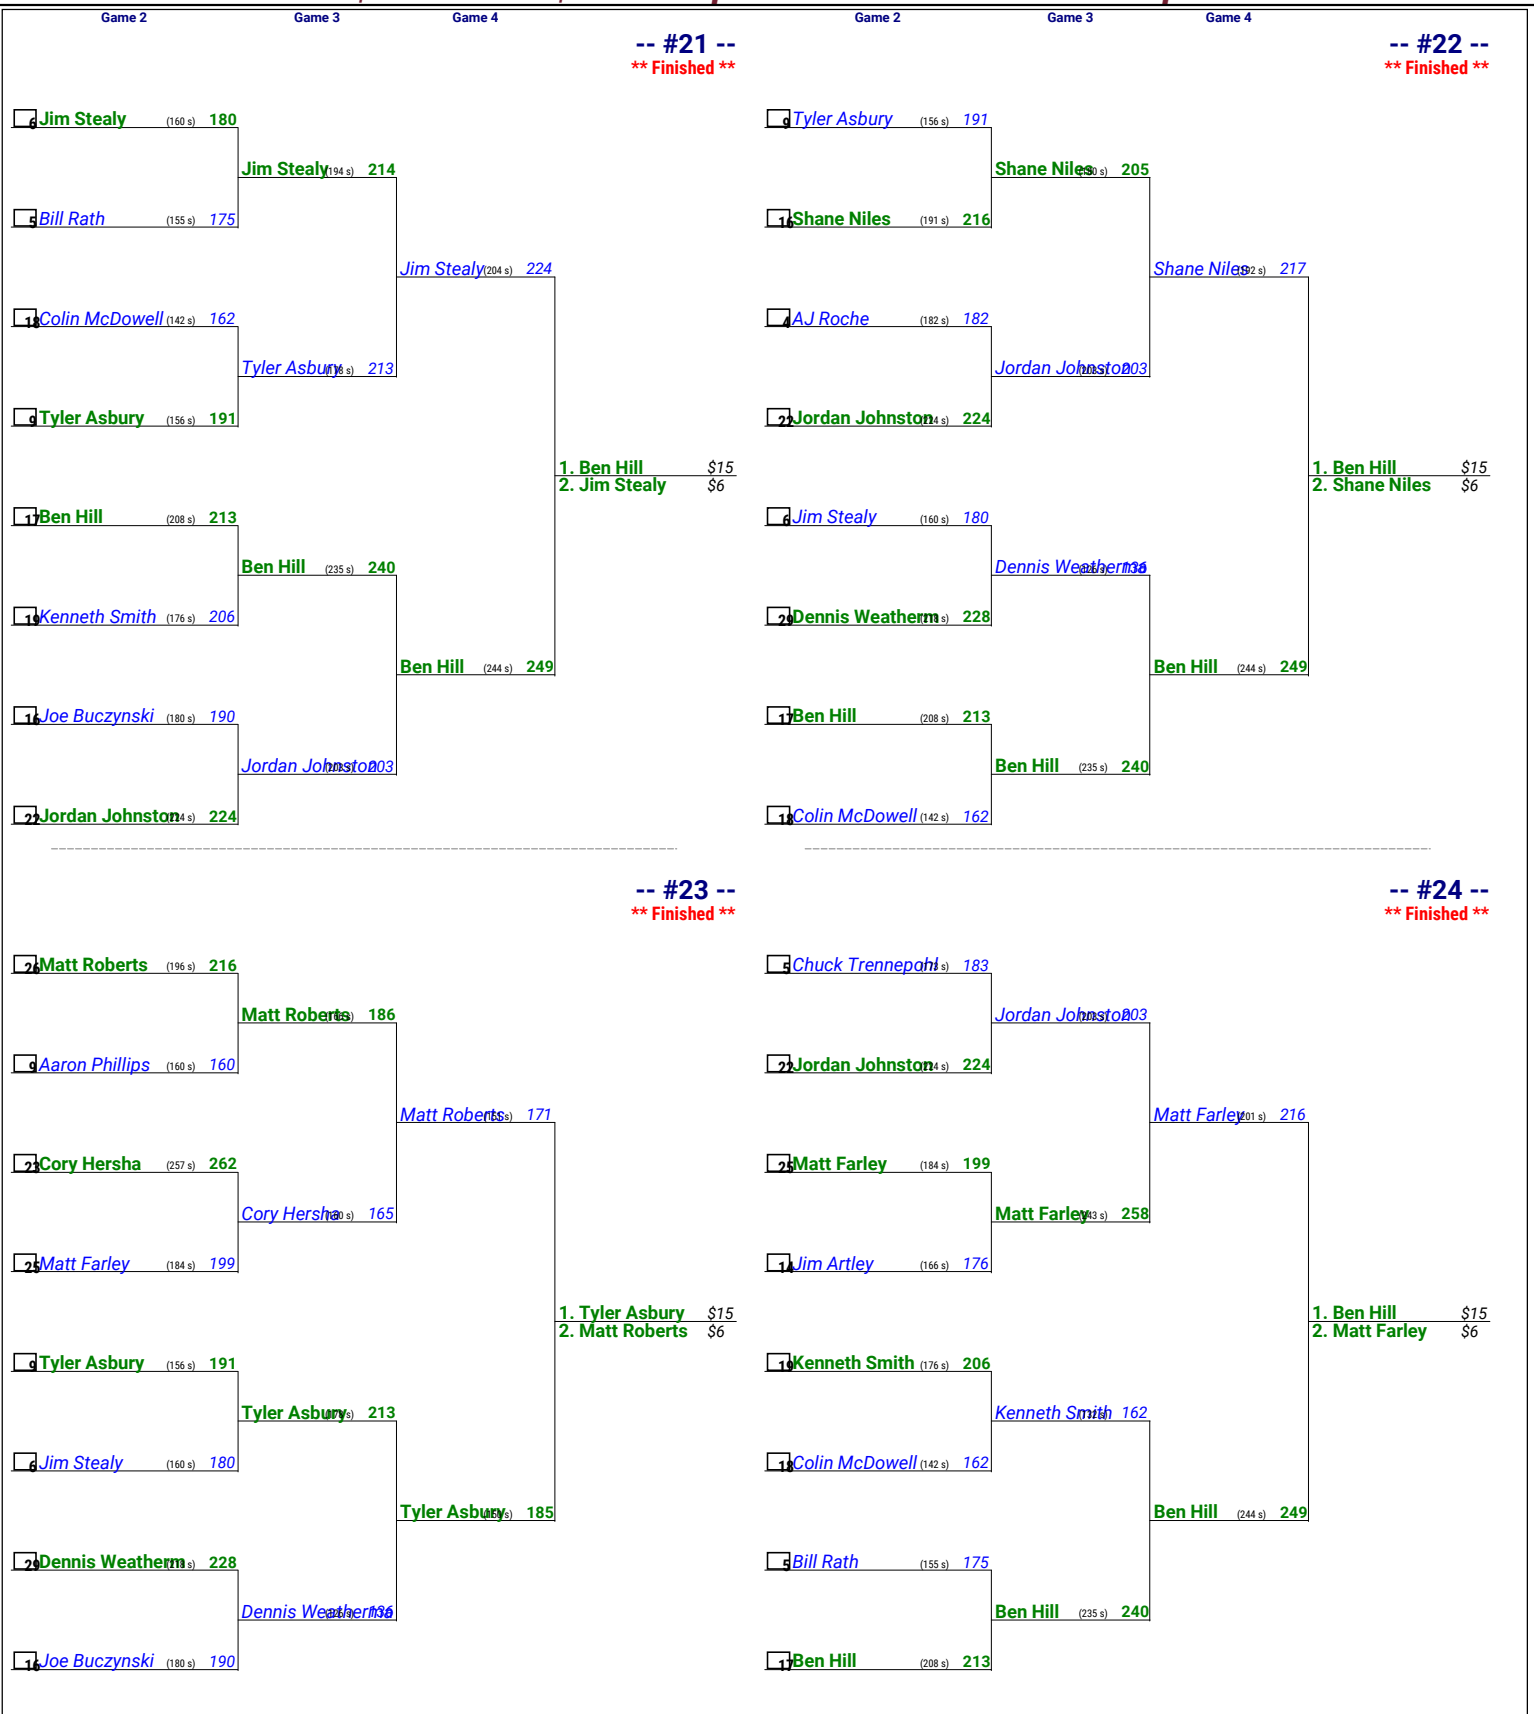 Game 2 Game 3 Game 4 Game 2 Game 3 Game 4
-- #21 --
** Finished **
6 Jim Stealy (160 s) 180
Jim Stealy (194 s) 214
5 Bill Rath (155 s) 175
Jim Stealy (204 s) 224
18 Colin McDowell (142 s) 162
Tyler Asbury 213
9 Tyler Asbury (156 s) 191
1. Ben Hill $15
2. Jim Stealy $6
17 Ben Hill (208 s) 213
Ben Hill (235 s) 240
19 Kenneth Smith (176 s) 206
Ben Hill (244 s) 249
16 Joe Buczynski (180 s) 190
Jordan Johnston 203
22 Jordan Johnston 224
-- #22 --
** Finished **
9 Tyler Asbury (156 s) 191
Shane Niles 205
16 Shane Niles (191 s) 216
Shane Niles 217
4 AJ Roche (182 s) 182
Jordan Johnston 203
22 Jordan Johnston 224
1. Ben Hill $15
2. Shane Niles $6
6 Jim Stealy (160 s) 180
Dennis Weatherma 136
29 Dennis Weatherm 228
Ben Hill (244 s) 249
17 Ben Hill (208 s) 213
Ben Hill (235 s) 240
18 Colin McDowell (142 s) 162
-- #23 --
** Finished **
26 Matt Roberts (196 s) 216
Matt Roberts 186
9 Aaron Phillips (160 s) 160
Matt Roberts 171
23 Cory Hersha (257 s) 262
Cory Hersha 165
25 Matt Farley (184 s) 199
1. Tyler Asbury $15
2. Matt Roberts $6
9 Tyler Asbury (156 s) 191
Tyler Asbury 213
6 Jim Stealy (160 s) 180
Tyler Asbury 185
29 Dennis Weatherm 228
Dennis Weatherma 136
16 Joe Buczynski (180 s) 190
-- #24 --
** Finished **
5 Chuck Trennepohl 183
Jordan Johnston 203
22 Jordan Johnston 224
Matt Farley (201 s) 216
25 Matt Farley (184 s) 199
Matt Farley (243 s) 258
14 Jim Artley (166 s) 176
1. Ben Hill $15
2. Matt Farley $6
19 Kenneth Smith (176 s) 206
Kenneth Smith 162
18 Colin McDowell (142 s) 162
Ben Hill (244 s) 249
5 Bill Rath (155 s) 175
Ben Hill (235 s) 240
17 Ben Hill (208 s) 213